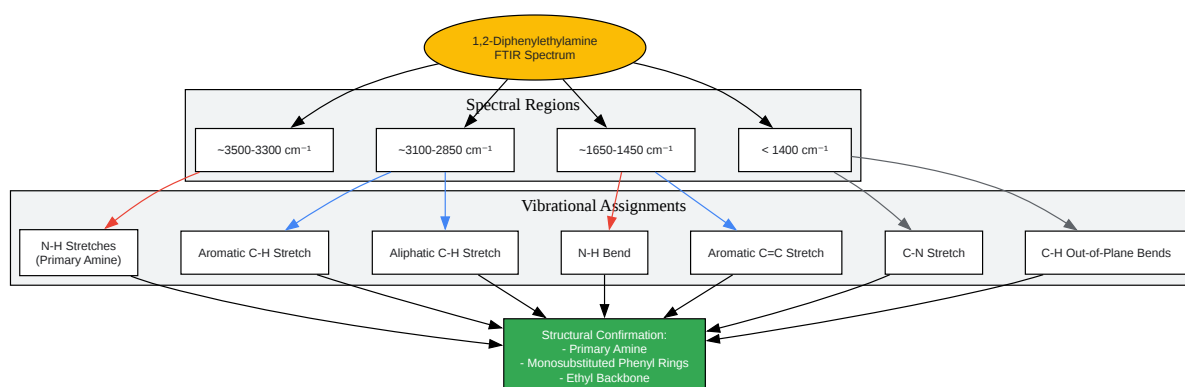 1,2-Diphenylethylamine
FTIR Spectrum
Spectral Regions
~3500-3300 cm⁻¹
~3100-2850 cm⁻¹
~1650-1450 cm⁻¹
< 1400 cm⁻¹
Vibrational Assignments
N-H Stretches
(Primary Amine)
Aromatic C-H Stretch
Aliphatic C-H Stretch
N-H Bend
Aromatic C=C Stretch
C-N Stretch
C-H Out-of-Plane Bends
Structural Confirmation:
- Primary Amine
- Monosubstituted Phenyl Rings
- Ethyl Backbone